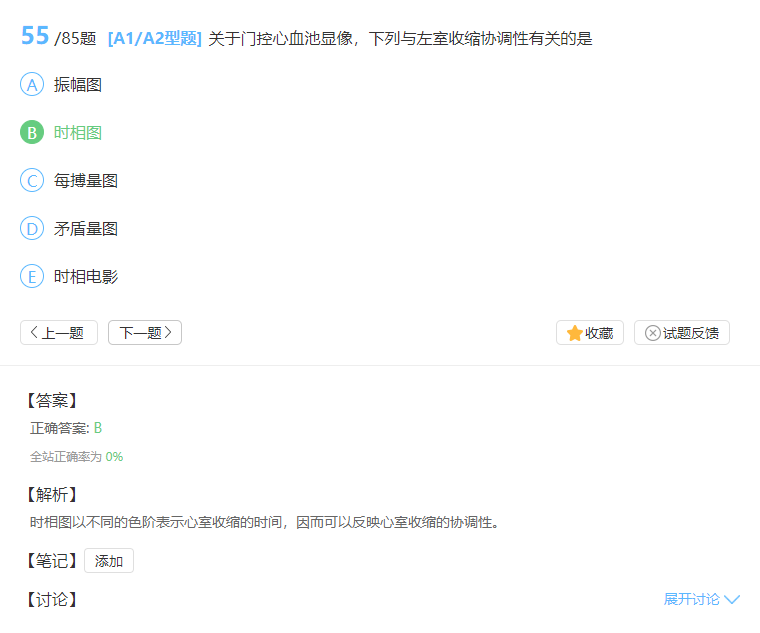 55 /85题 [A1/A2型题] 关于门控心血池显像，下列与左室收缩协调性有关的是
A 振幅图
B 时相图
C 每搏量图
D 矛盾量图
E 时相电影
上一题 下一题 收藏 试题反馈
【答案】
正确答案: B
全站正确率为 0%
【解析】
时相图以不同的色阶表示心室收缩的时间，因而可以反映心室收缩的协调性。
【笔记】 添加
【讨论】 展开讨论